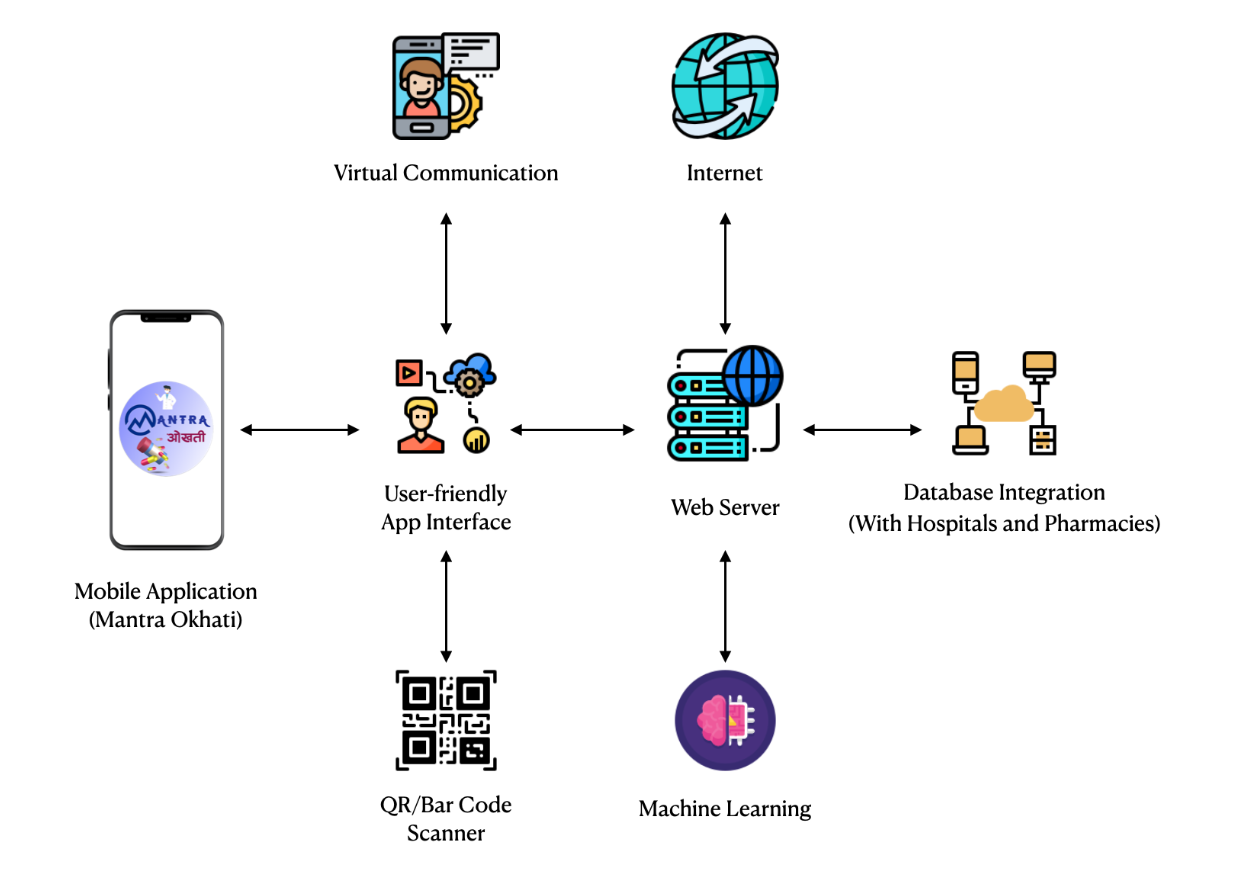 Virtual Communication
Internet
MANTRA
ओखती
User-friendly
App Interface
Web Server
Database Integration
(With Hospitals and Pharmacies)
Mobile Application
(Mantra Okhati)
QR/Bar Code
Scanner
Machine Learning